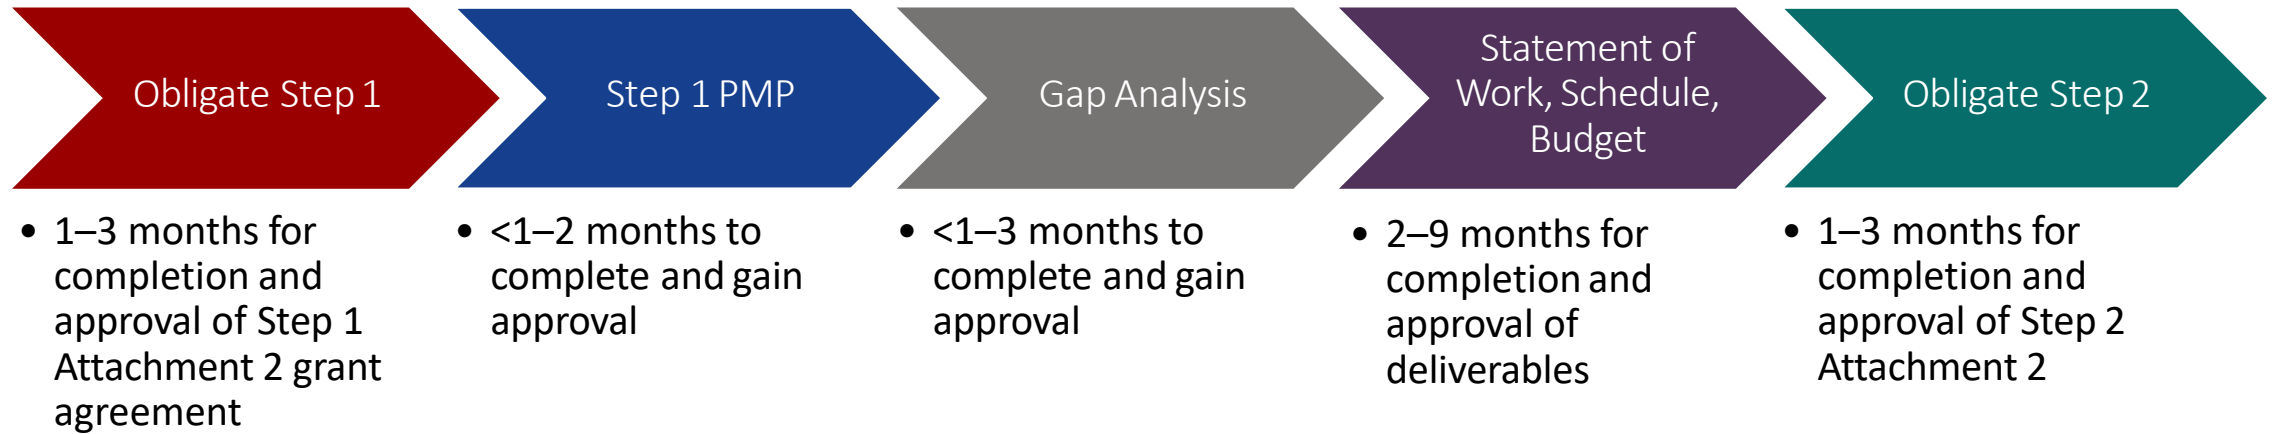 Obligate Step 1
Step 1 PMP
Gap Analysis
Statement of
Work, Schedule,
Budget
Obligate Step 2
• 1–3 months for
completion and
approval of Step 1
Attachment 2 grant
agreement
• <1–2 months to
complete and gain
approval
• <1–3 months to
complete and gain
approval
• 2–9 months for
completion and
approval of
deliverables
• 1–3 months for
completion and
approval of Step 2
Attachment 2